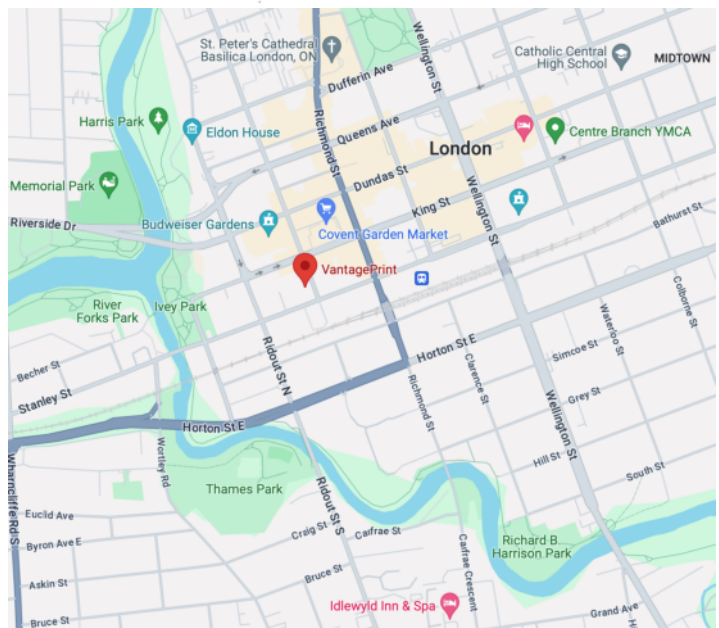 St. Peter's Cathedral
Basilica London, ON
Wellington St
Catholic Central
High School
MIDTOWN
Dufferin Ave
Harris Park
Eldon House
Queens Ave
Richmond St
London
Centre Branch YMCA
Memorial Park
Dundas St
King St
Wellington St
Bathurst St
Riverside Dr
Budweiser Gardens
Covent Garden Market
VantagePrint
River
Forks Park
Ivey Park
Colborne St
Waterloo St
Becher St
Ridout St N
Horton St E
Simcoe St
Clarence St
Richmond St
Grey St
Stanley St
Horton St E
Wellington St
Wortley Rd
Hill St
South St
Wharncliffe Rd S
Thames Park
Ridout St S
Euclid Ave
Craig St
Carfrae St
Richard B.
Harrison Park
Byron Ave E
Carfrae Crescent
Askin St
Bruce St
Idlewyld Inn & Spa
Grand Ave
Bruce St